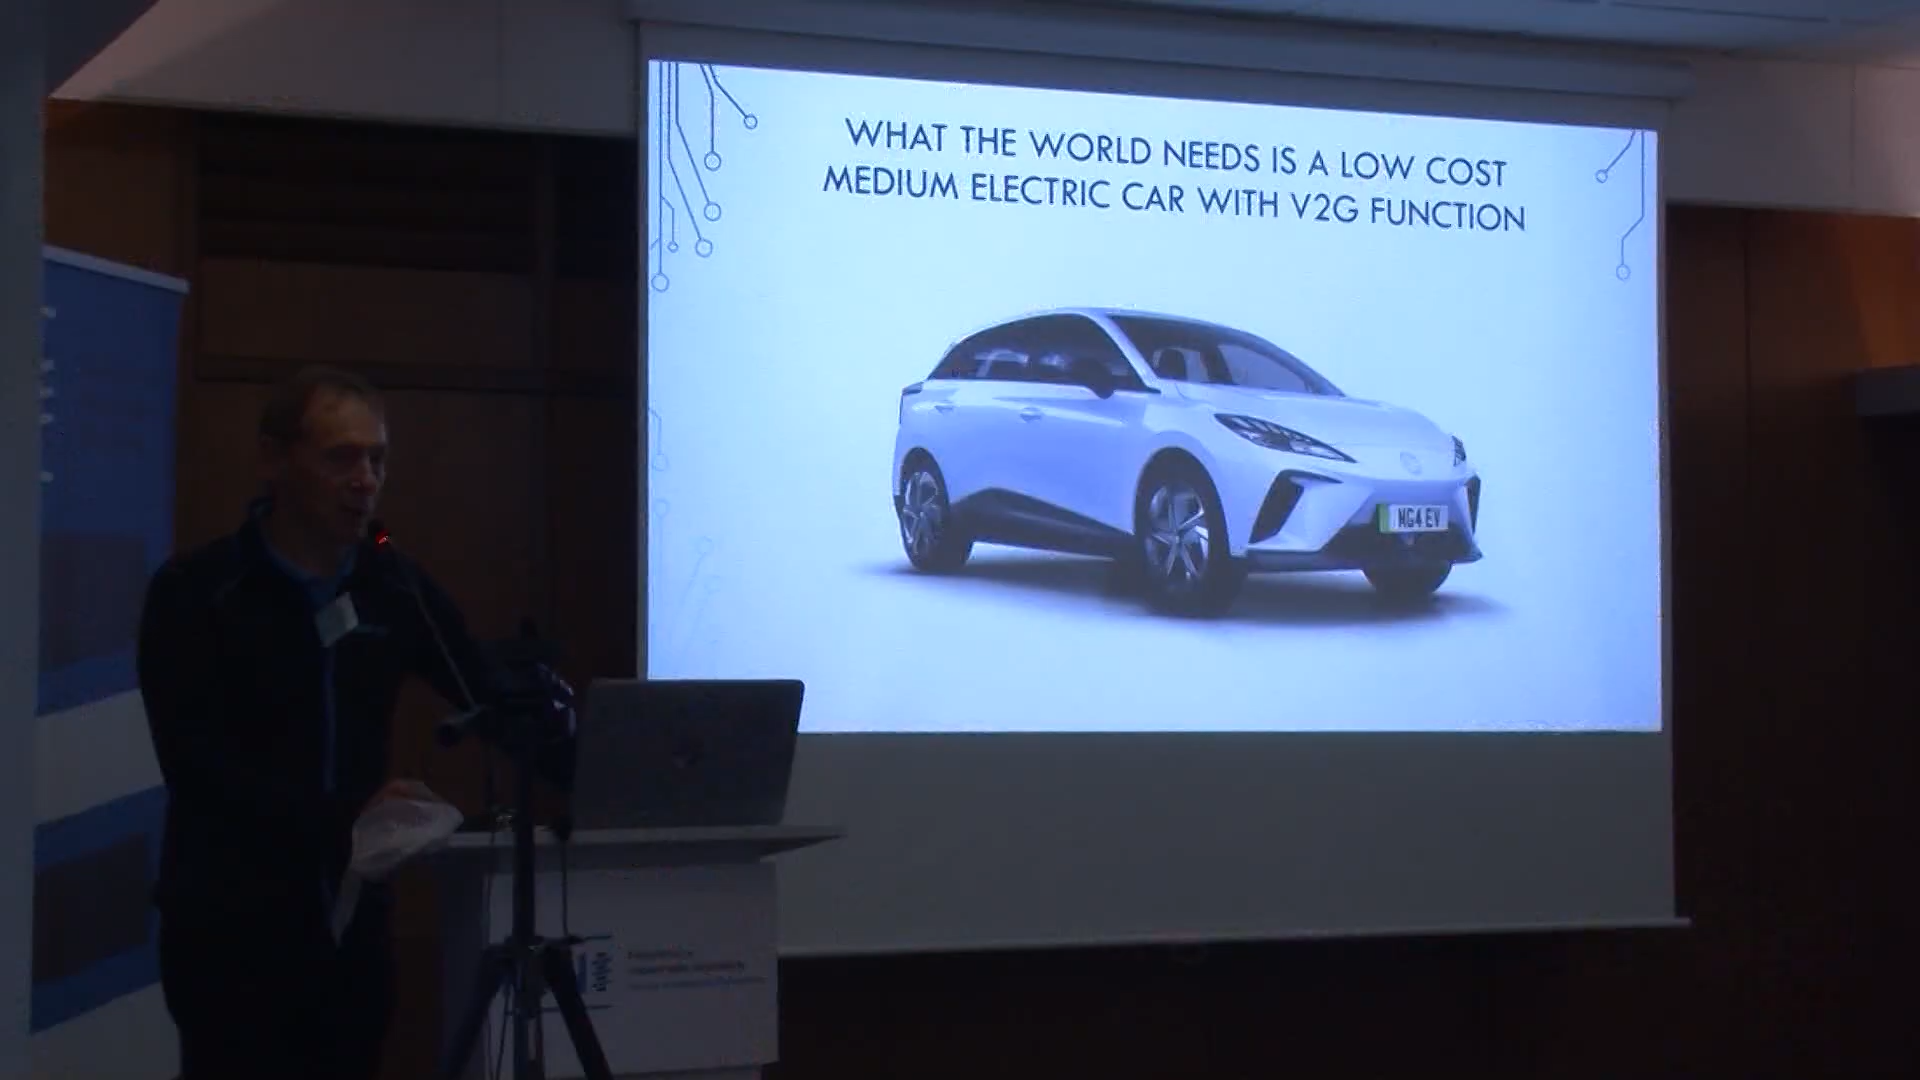 WHAT THE WORLD NEEDS IS A LOW COST
MEDIUM ELECTRIC CAR WITH V2G FUNCTION
MG4 EV